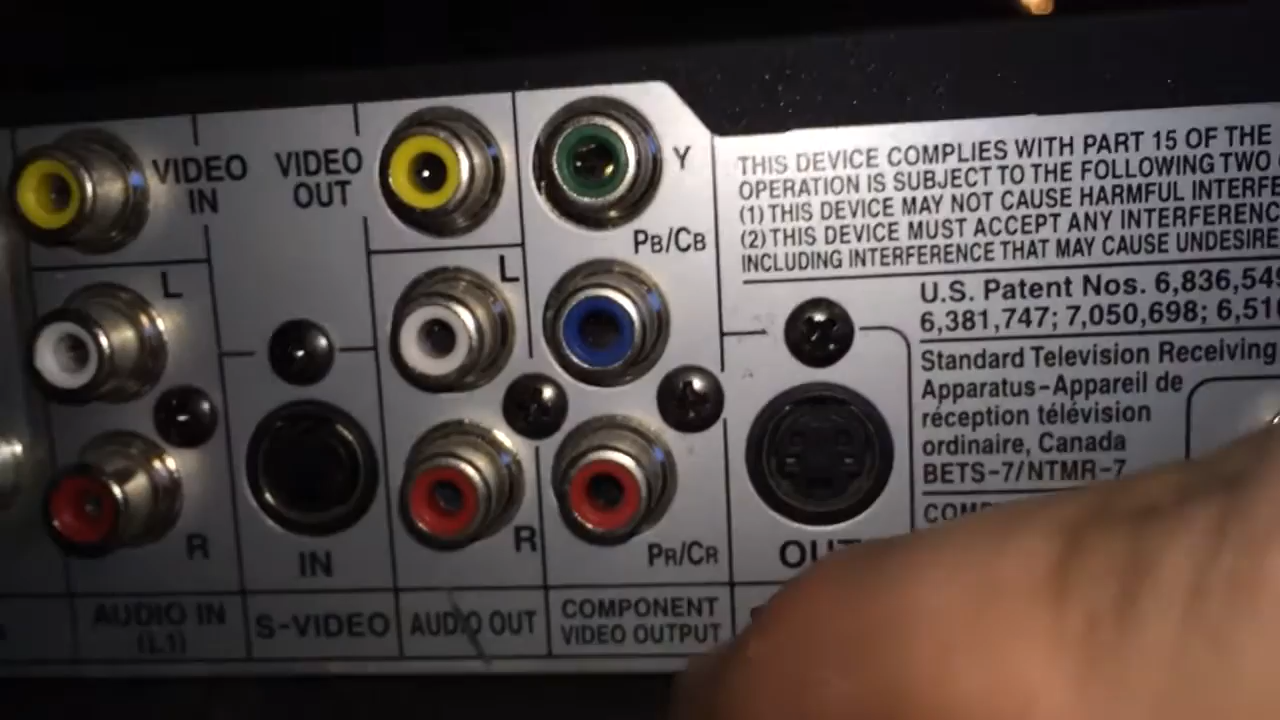 VIDEO
IN
VIDEO
OUT
L
R
IN
L
R
Y
PB/CB
PR/CR
AUDIO IN
(L1)
S-VIDEO
AUDIO OUT
COMPONENT
VIDEO OUTPUT
THIS DEVICE COMPLIES WITH PART 15 OF THE
OPERATION IS SUBJECT TO THE FOLLOWING TWO
(1) THIS DEVICE MAY NOT CAUSE HARMFUL INTERFE
(2) THIS DEVICE MUST ACCEPT ANY INTERFERENC
INCLUDING INTERFERENCE THAT MAY CAUSE UNDESIRE
U.S. Patent Nos. 6,836,549
6,381,747; 7,050,698; 6,51
Standard Television Receiving
Apparatus-Appareil de
réception télévision
ordinaire, Canada
BETS-7/NTMR-7
OUT